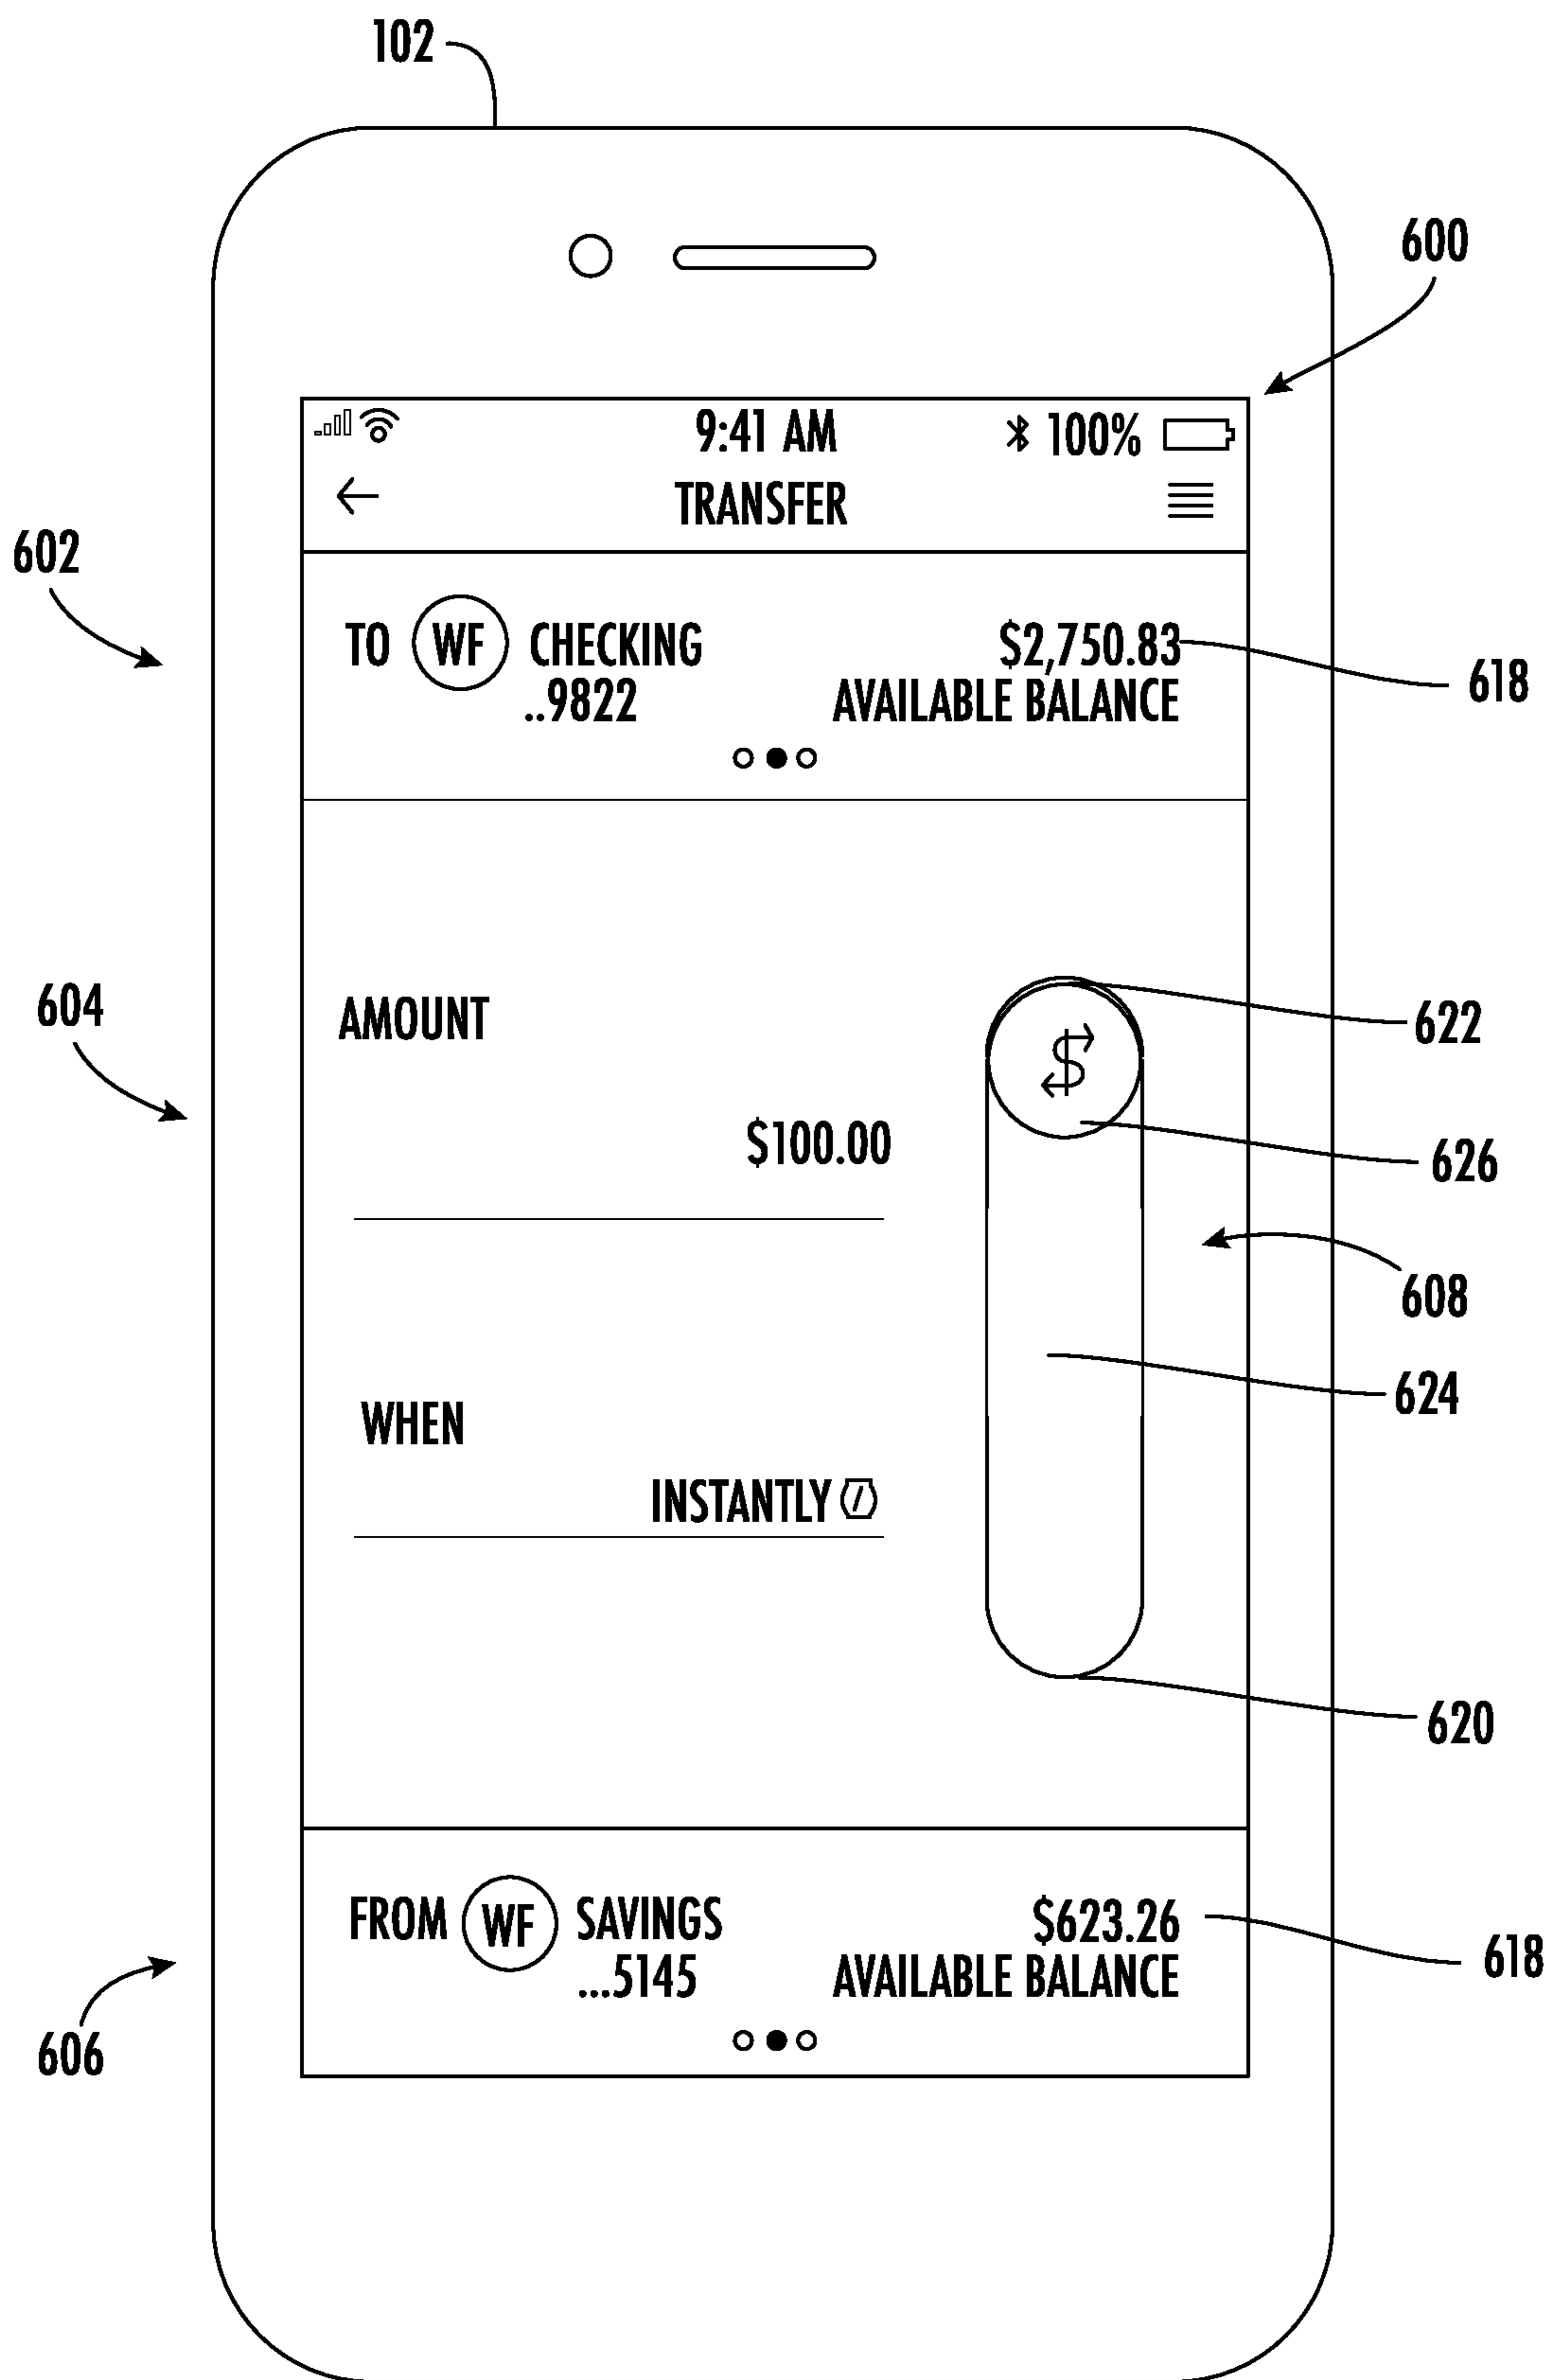 102
600
9:41 AM 100%
TRANSFER
602
TO WF CHECKING $2,750.83
618
..9822 AVAILABLE BALANCE
604
AMOUNT
622
$100.00
626
608
624
WHEN
INSTANTLY
620
FROM WF SAVINGS $623.26
618
...5145 AVAILABLE BALANCE
606